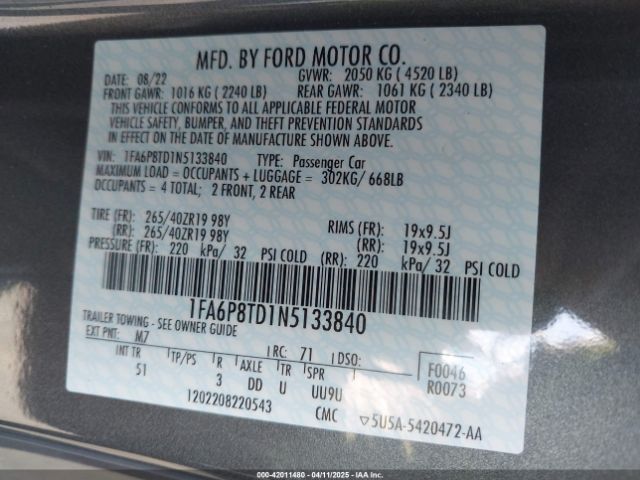 MFD. BY FORD MOTOR CO.
DATE: 08/22 GVWR: 2050 KG ( 4520 LB)
FRONT GAWR: 1016 KG ( 2240 LB) REAR GAWR: 1061 KG ( 2340 LB)
THIS VEHICLE CONFORMS TO ALL APPLICABLE FEDERAL MOTOR
VEHICLE SAFETY, BUMPER, AND THEFT PREVENTION STANDARDS
IN EFFECT ON THE DATE OF MANUFACTURE SHOWN ABOVE.
VIN: 1FA6P8TD1N5133840 TYPE: Passenger Car
MAXIMUM LOAD = OCCUPANTS + LUGGAGE = 302KG/ 668LB
OCCUPANTS = 4 TOTAL; 2 FRONT, 2 REAR
TIRE (FR): 265/40ZR19 98Y RIMS (FR): 19x9.5J
(RR): 265/40ZR19 98Y (RR): 19x9.5J
PRESSURE (FR): 220 kPa/ 32 PSI COLD (RR): 220 kPa/ 32 PSI COLD
1FA6P8TD1N5133840
TRAILER TOWING - SEE OWNER GUIDE
EXT PNT: M7 RC: 71 DSO:
INT TR TP/PS R AXLE TR SPR F0046
51 3 DD U UU9U R0073
1202208220543 CMC ▽5U5A-5420472-AA
000-42011480 - 04/11/2025 - IAAI.COM